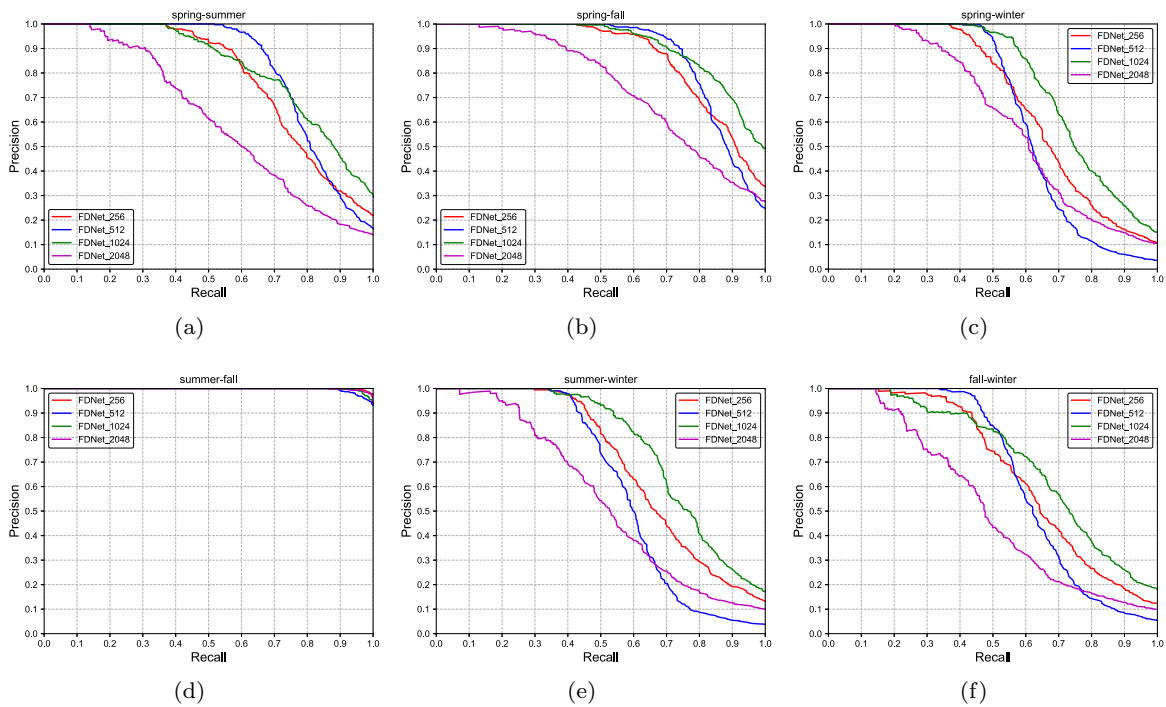 spring-summer
1.0
0.9
0.8
0.7
0.6
0.5
0.4
0.3
0.2
0.1
0.0
Precision
FDNet_256
FDNet_512
FDNet_1024
FDNet_2048
0.0 0.1 0.2 0.3 0.4 0.5 0.6 0.7 0.8 0.9 1.0
Recall
(a)
spring-fall
1.0
0.9
0.8
0.7
0.6
0.5
0.4
0.3
0.2
0.1
0.0
Precision
FDNet_256
FDNet_512
FDNet_1024
FDNet_2048
0.0 0.1 0.2 0.3 0.4 0.5 0.6 0.7 0.8 0.9 1.0
Recall
(b)
spring-winter
1.0
0.9
0.8
0.7
0.6
0.5
0.4
0.3
0.2
0.1
0.0
Precision
FDNet_256
FDNet_512
FDNet_1024
FDNet_2048
0.0 0.1 0.2 0.3 0.4 0.5 0.6 0.7 0.8 0.9 1.0
Recall
(c)
summer-fall
1.0
0.9
0.8
0.7
0.6
0.5
0.4
0.3
0.2
0.1
0.0
Precision
FDNet_256
FDNet_512
FDNet_1024
FDNet_2048
0.0 0.1 0.2 0.3 0.4 0.5 0.6 0.7 0.8 0.9 1.0
Recall
(d)
summer-winter
1.0
0.9
0.8
0.7
0.6
0.5
0.4
0.3
0.2
0.1
0.0
Precision
FDNet_256
FDNet_512
FDNet_1024
FDNet_2048
0.0 0.1 0.2 0.3 0.4 0.5 0.6 0.7 0.8 0.9 1.0
Recall
(e)
fall-winter
1.0
0.9
0.8
0.7
0.6
0.5
0.4
0.3
0.2
0.1
0.0
Precision
FDNet_256
FDNet_512
FDNet_1024
FDNet_2048
0.0 0.1 0.2 0.3 0.4 0.5 0.6 0.7 0.8 0.9 1.0
Recall
(f)